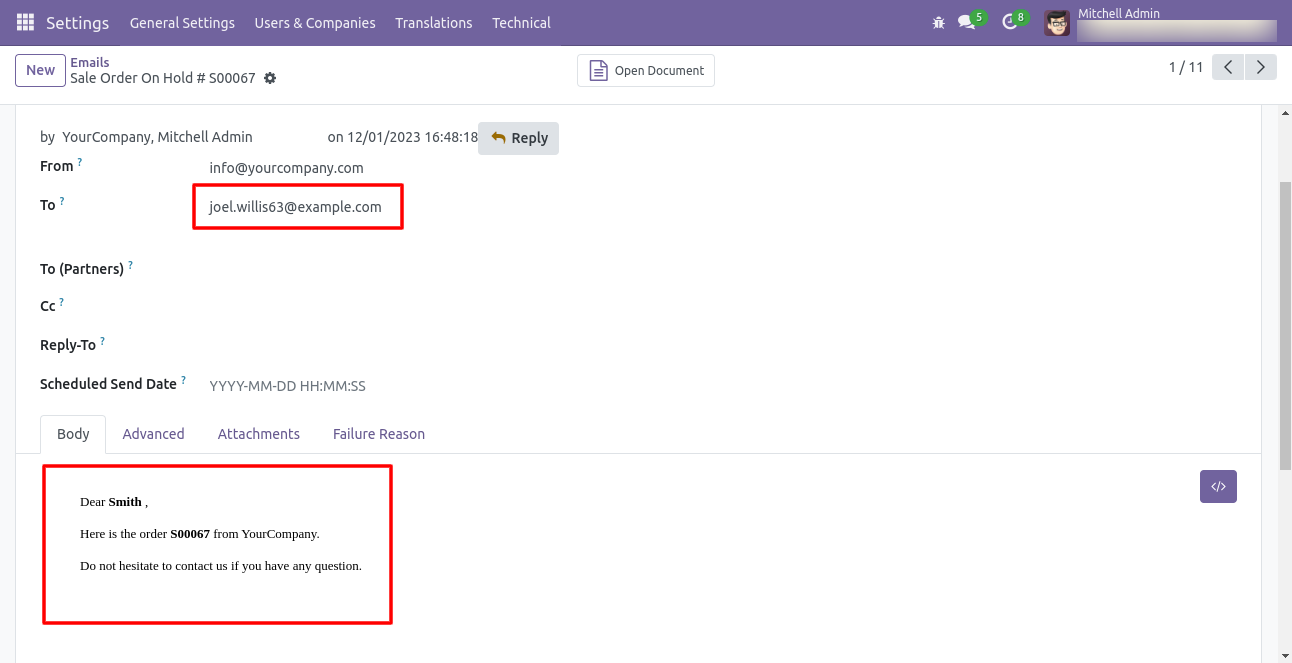 Settings General Settings Users & Companies Translations Technical 5 8 Mitchell Admin
New Emails
Sale Order On Hold # S00067
Open Document
1 / 11
by YourCompany, Mitchell Admin on 12/01/2023 16:48:18 Reply
From ? info@yourcompany.com
To ? joel.willis63@example.com
To (Partners) ?
Cc ?
Reply-To ?
Scheduled Send Date ? YYYY-MM-DD HH:MM:SS
Body Advanced Attachments Failure Reason
</>
Dear Smith ,
Here is the order S00067 from YourCompany.
Do not hesitate to contact us if you have any question.